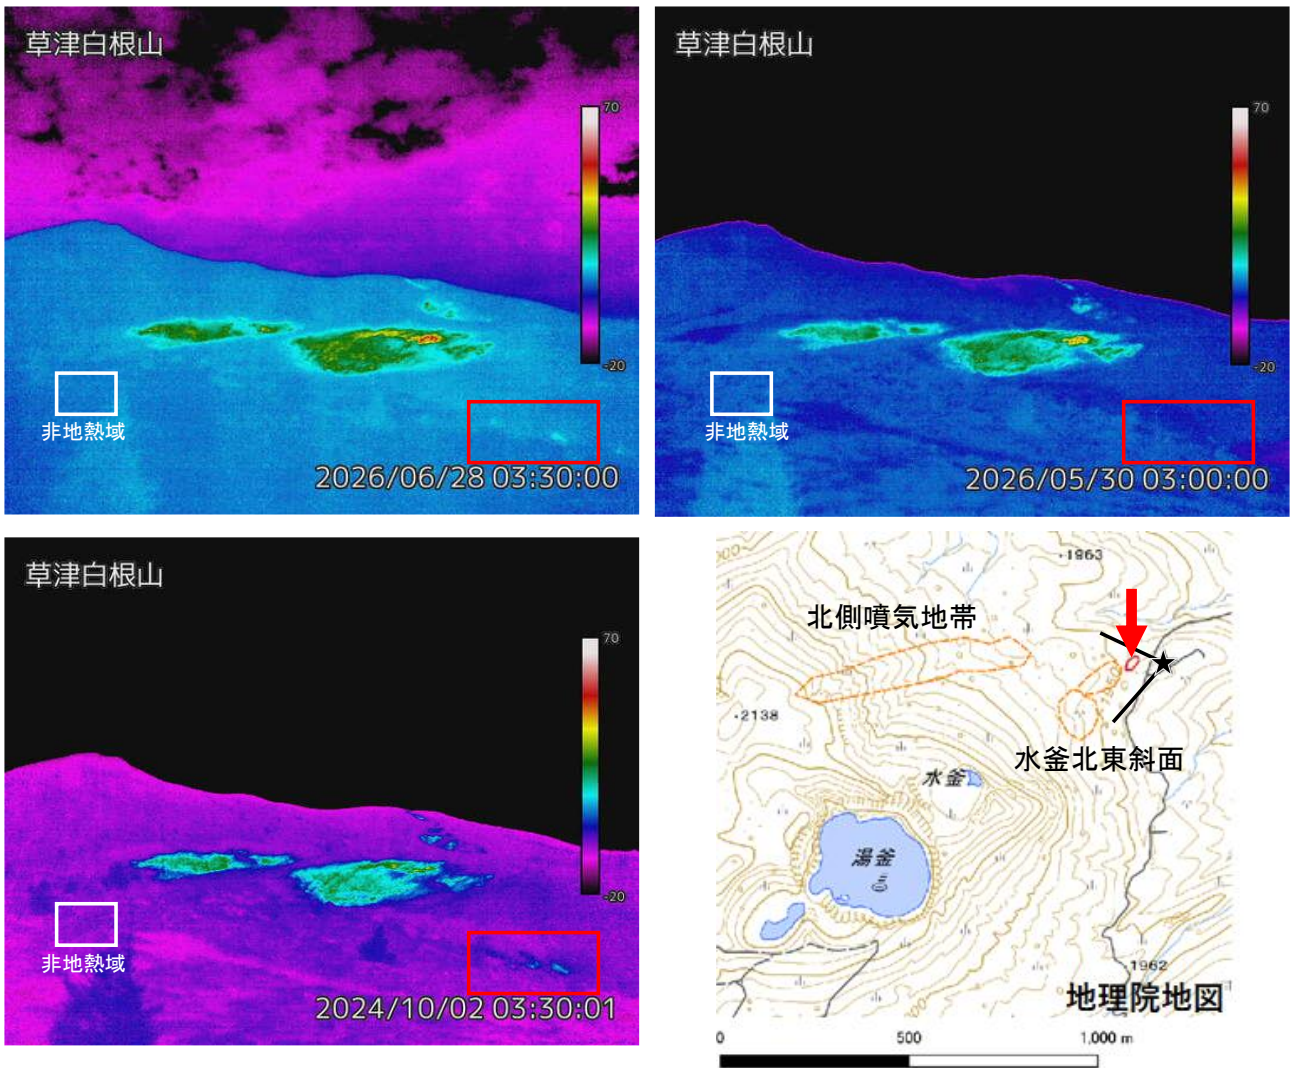 草津白根山
70
-20
非地熱域
2026/06/28 03:30:00
草津白根山
70
-20
非地熱域
2026/05/30 03:00:00
草津白根山
70
-20
非地熱域
2024/10/02 03:30:01
・1963
北側噴気地帯
・2138
水釜北東斜面
水釜
湯釜
1962
地理院地図
0 500 1,000 m